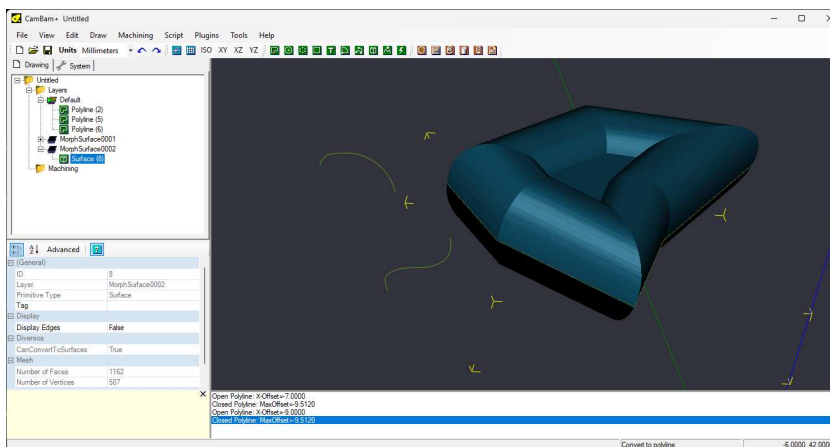 CamBam+ Untitled
File View Edit Draw Machining Script Plugins Tools Help
Units Millimeters ISO XY XZ YZ
Drawing System
Untitled
Layers
Default
Polyline (2)
Polyline (5)
Polyline (6)
MorphSurface0001
MorphSurface0002
Surface (8)
Machining
Advanced
(General)
ID 8
Layer MorphSurface0002
Primitive Type Surface
Tag
Display
Display Edges False
Diversos
CanConvertToSurfaces True
Mesh
Number of Faces 1162
Number of Vertices 587
Open Polyline: X-Offset=-7.0000
Closed Polyline: MaxOffset=-9.5120
Open Polyline: X-Offset=-9.0000
Closed Polyline: MaxOffset=-9.5120
Convert to polyline -6.0000, 42.0000